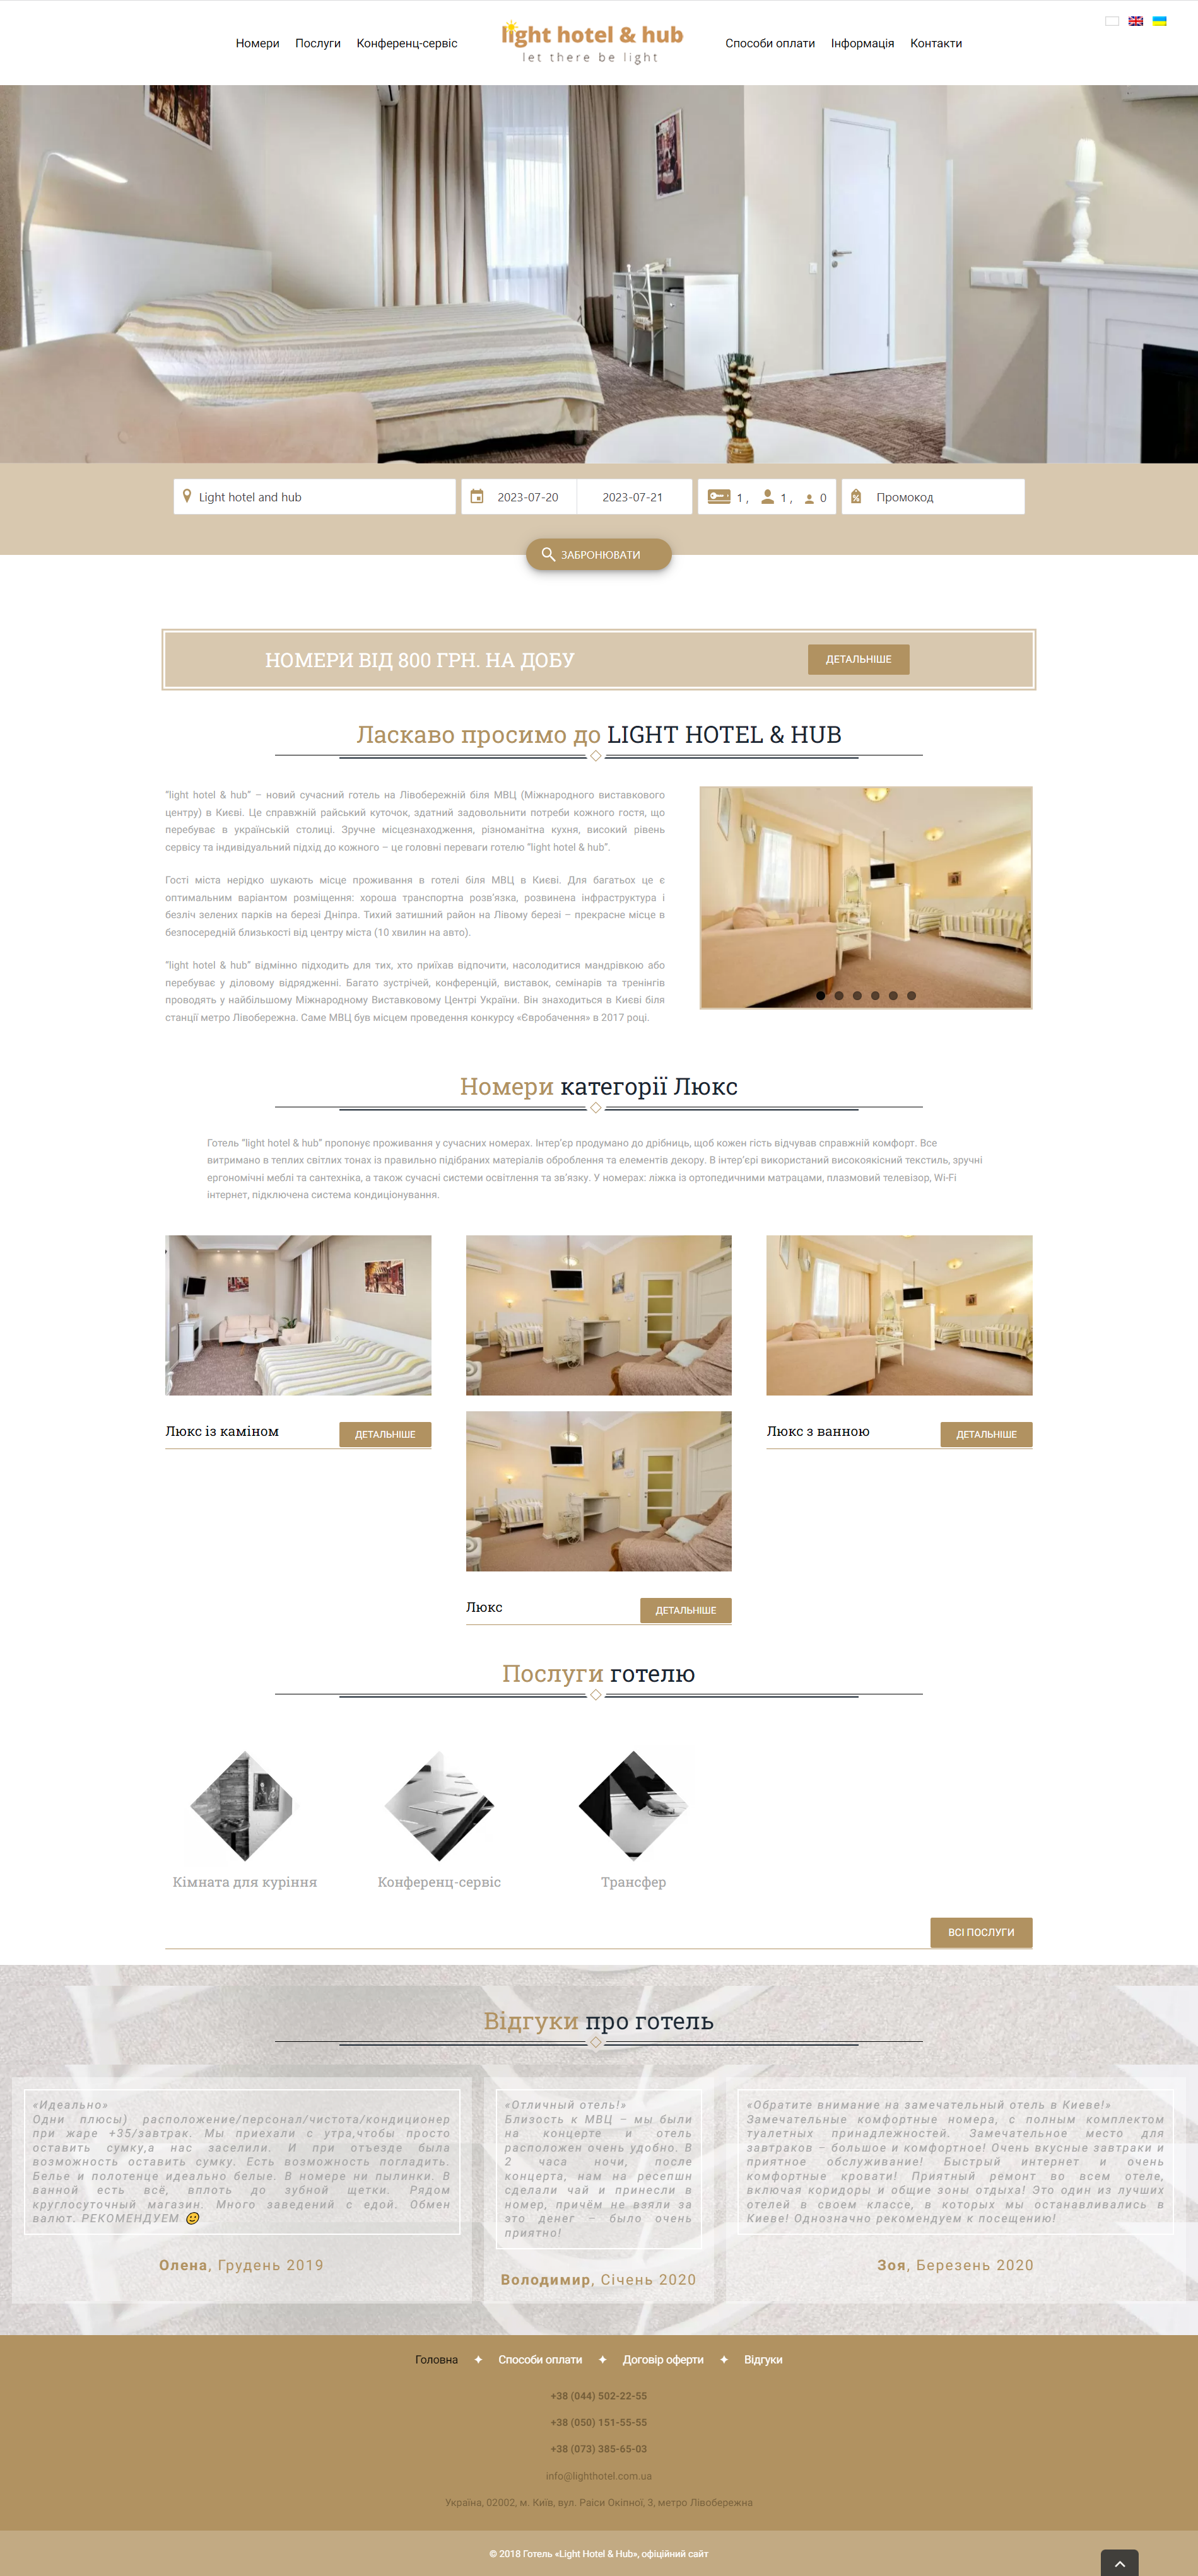 Номери Послуги Конференц-сервіс
light hotel & hub
let there be light
Способи оплати Інформація Контакти
Light hotel and hub
2023-07-20 2023-07-21
1 , 1 , 0
Промокод
ЗАБРОНЮВАТИ
НОМЕРИ ВІД 800 ГРН. НА ДОБУ
ДЕТАЛЬНІШЕ
Ласкаво просимо до LIGHT HOTEL & HUB
“light hotel & hub” – новий сучасний готель на Лівобережній біля МВЦ (Міжнародного виставкового
центру) в Києві. Це справжній райський куточок, здатний задовольнити потреби кожного гостя, що
перебуває в українській столиці. Зручне місцезнаходження, різноманітна кухня, високий рівень
сервісу та індивідуальний підхід до кожного – це головні переваги готелю “light hotel & hub”.
Гості міста нерідко шукають місце проживання в готелі біля МВЦ в Києві. Для багатьох це є
оптимальним варіантом розміщення: хороша транспортна розв’язка, розвинена інфраструктура і
безліч зелених парків на березі Дніпра. Тихий затишний район на Лівому березі – прекрасне місце в
безпосередній близькості від центру міста (10 хвилин на авто).
“light hotel & hub” відмінно підходить для тих, хто приїхав відпочити, насолодитися мандрівкою або
перебуває у діловому відрядженні. Багато зустрічей, конференцій, виставок, семінарів та тренінгів
проводять у найбільшому Міжнародному Виставковому Центрі України. Він знаходиться в Києві біля
станції метро Лівобережна. Саме МВЦ був місцем проведення конкурсу «Євробачення» в 2017 році.
Номери категорії Люкс
Готель “light hotel & hub” пропонує проживання у сучасних номерах. Інтер’єр продумано до дрібниць, щоб кожен гість відчував справжній комфорт. Все
витримано в теплих світлих тонах із правильно підібраних матеріалів оброблення та елементів декору. В інтер’єрі використаний високоякісний текстиль, зручні
ергономічні меблі та сантехніка, а також сучасні системи освітлення та зв’язку. У номерах: ліжка із ортопедичними матрацами, плазмовий телевізор, Wi-Fi
інтернет, підключена система кондиціонування.
Люкс із каміном
ДЕТАЛЬНІШЕ
Люкс з ванною
ДЕТАЛЬНІШЕ
Люкс
ДЕТАЛЬНІШЕ
Послуги готелю
Кімната для куріння
Конференц-сервіс
Трансфер
ВСІ ПОСЛУГИ
Відгуки про готель
«Идеально»
Одни плюсы) расположение/персонал/чистота/кондиционер
при жаре +35/завтрак. Мы приехали с утра,чтобы просто
оставить сумку,а нас заселили. И при отъезде была
возможность оставить сумку. Есть возможность погладить.
Белье и полотенце идеально белые. В номере ни пылинки. В
ванной есть всё, вплоть до зубной щетки. Рядом
круглосуточный магазин. Много заведений с едой. Обмен
валют. РЕКОМЕНДУЕМ 🙂
Олена, Грудень 2019
«Отличный отель!»
Близость к МВЦ – мы были
на концерте и отель
расположен очень удобно. В
2 часа ночи, после
концерта, нам на ресепшн
сделали чай и принесли в
номер, причём не взяли за
это денег – было очень
приятно!
Володимир, Січень 2020
«Обратите внимание на замечательный отель в Киеве!»
Замечательные комфортные номера, с полным комплектом
туалетных принадлежностей. Замечательное место для
завтраков – большое и комфортное! Очень вкусные завтраки и
приятное обслуживание! Быстрый интернет и очень
комфортные кровати! Приятный ремонт во всем отеле,
включая коридоры и общие зоны отдыха! Это один из лучших
отелей в своем классе, в которых мы останавливались в
Киеве! Однозначно рекомендуем к посещению!
Зоя, Березень 2020
Головна ✦ Способи оплати ✦ Договір оферти ✦ Відгуки
+38 (044) 502-22-55
+38 (050) 151-55-55
+38 (073) 385-65-03
info@lighthotel.com.ua
Україна, 02002, м. Київ, вул. Раїси Окіпної, 3, метро Лівобережна
© 2018 Готель «Light Hotel & Hub», офіційний сайт